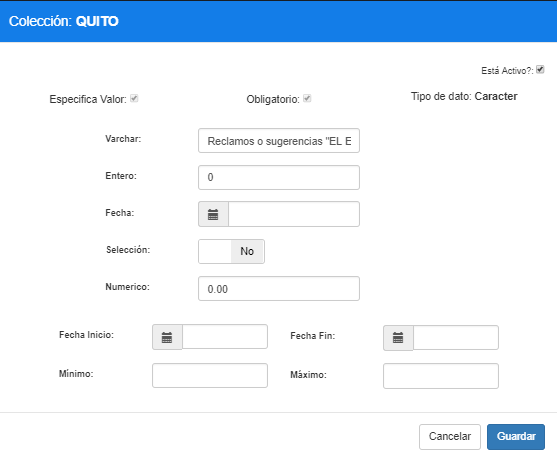 Colección: QUITO
Está Activo?:
Especifica Valor:
Obligatorio:
Tipo de dato: Caracter
Varchar:
Reclamos o sugerencias "EL E
Entero:
0
Fecha:
Selección:
No
Numerico:
0.00
Fecha Inicio:
Fecha Fin:
Mínimo:
Máximo:
Cancelar
Guardar